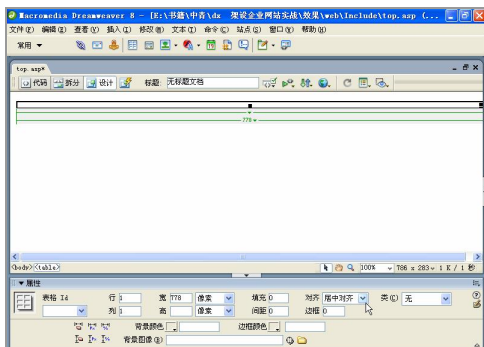 Macromedia Dreamweaver 8 - [E:\书籍\中青\dx 架设企业网站实战\效果\web\Include\top.asp (...
文件(F) 编辑(E) 查看(V) 插入(I) 修改(M) 文本(T) 命令(C) 站点(S) 窗口(W) 帮助(H)
常用
top.asp*
代码 拆分 设计 标题: 无标题文档
778
<body> <table> 100% 766 x 283 1 K / 1 秒
属性
表格 Id 行 1 宽 778 像素 填充 0 对齐 居中对齐 类(C) 无
列 1 高 像素 间距 0 边框 0
背景颜色 边框颜色
背景图像(B)